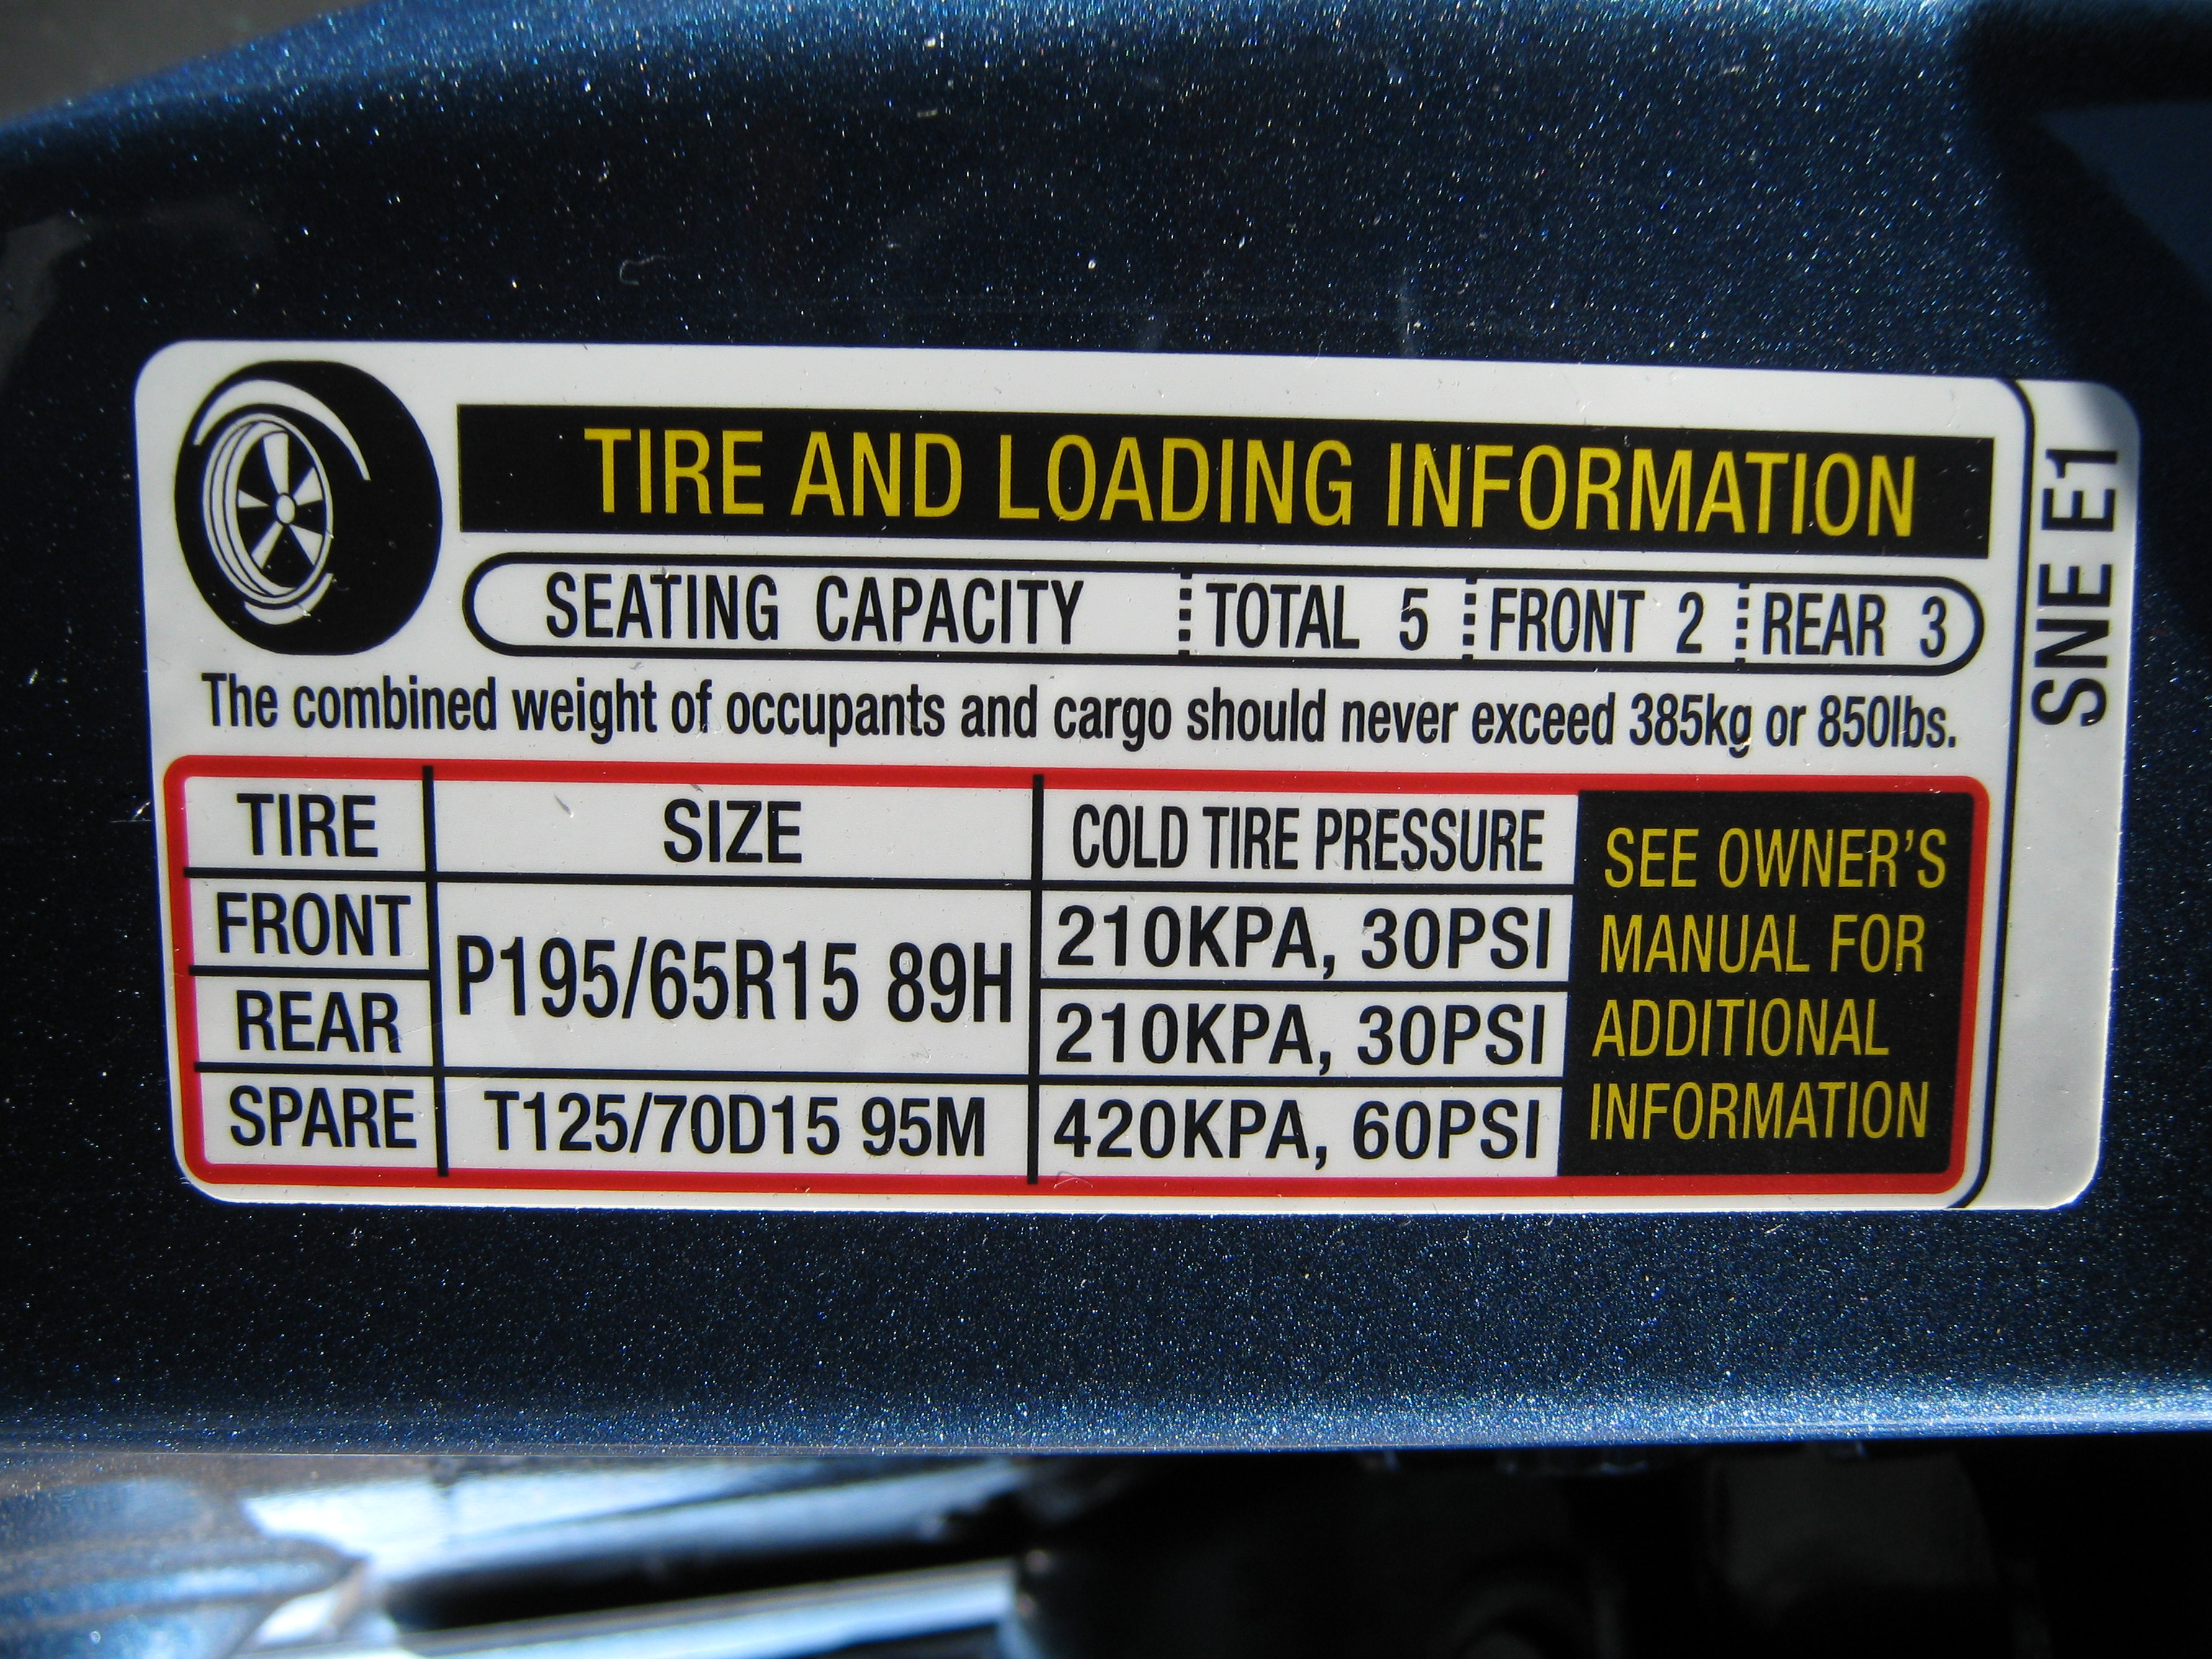 TIRE AND LOADING INFORMATION
SEATING CAPACITY TOTAL 5 FRONT 2 REAR 3
The combined weight of occupants and cargo should never exceed 385kg or 850lbs.
TIRE SIZE COLD TIRE PRESSURE
FRONT P195/65R15 89H 210KPA, 30PSI
REAR 210KPA, 30PSI
SPARE T125/70D15 95M 420KPA, 60PSI
SEE OWNER'S
MANUAL FOR
ADDITIONAL
INFORMATION
SNE E1